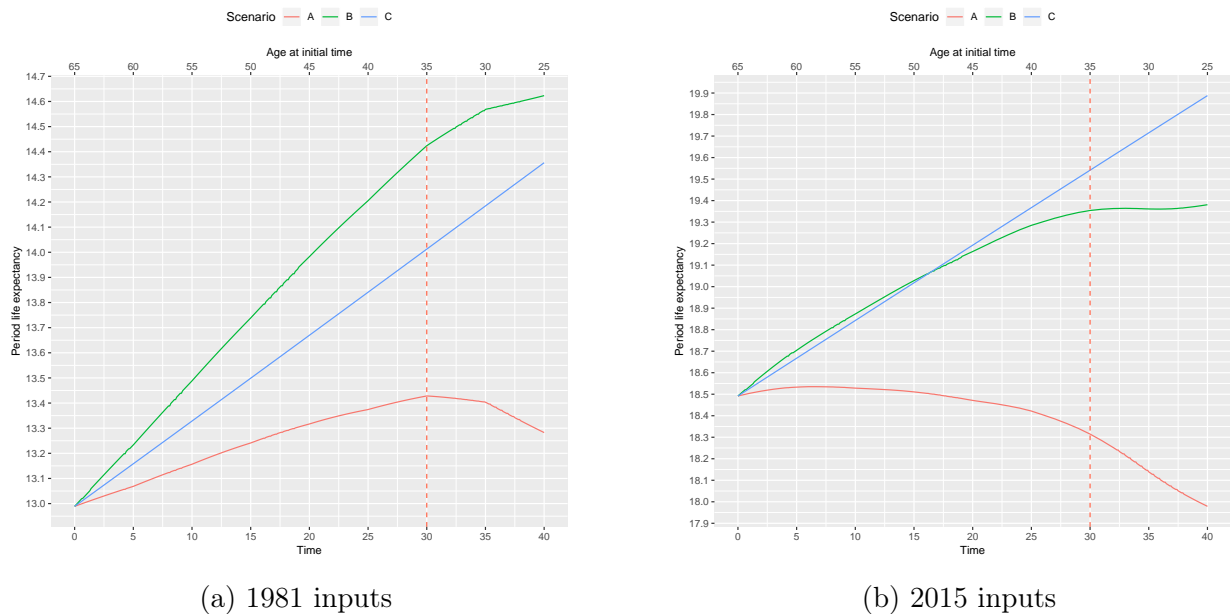 Scenario A B C
Age at initial time
65 60 55 50 45 40 35 30 25
14.7
14.6
14.5
14.4
14.3
14.2
14.1
14.0
13.9
13.8
13.7
13.6
13.5
13.4
13.3
13.2
13.1
13.0
Period life expectancy
0 5 10 15 20 25 30 35 40
Time
(a) 1981 inputs
Scenario A B C
Age at initial time
65 60 55 50 45 40 35 30 25
19.9
19.8
19.7
19.6
19.5
19.4
19.3
19.2
19.1
19.0
18.9
18.8
18.7
18.6
18.5
18.4
18.3
18.2
18.1
18.0
17.9
Period life expectancy
0 5 10 15 20 25 30 35 40
Time
(b) 2015 inputs